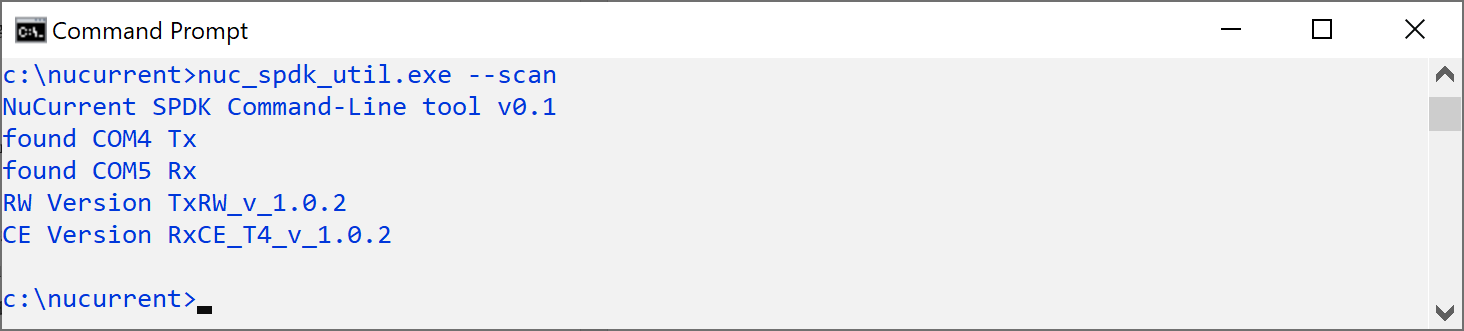 Command Prompt
c:\nucurrent>nuc_spdk_util.exe --scan
NuCurrent SPDK Command-Line tool v0.1
found COM4 Tx
found COM5 Rx
RW Version TxRW_v_1.0.2
CE Version RxCE_T4_v_1.0.2
c:\nucurrent>